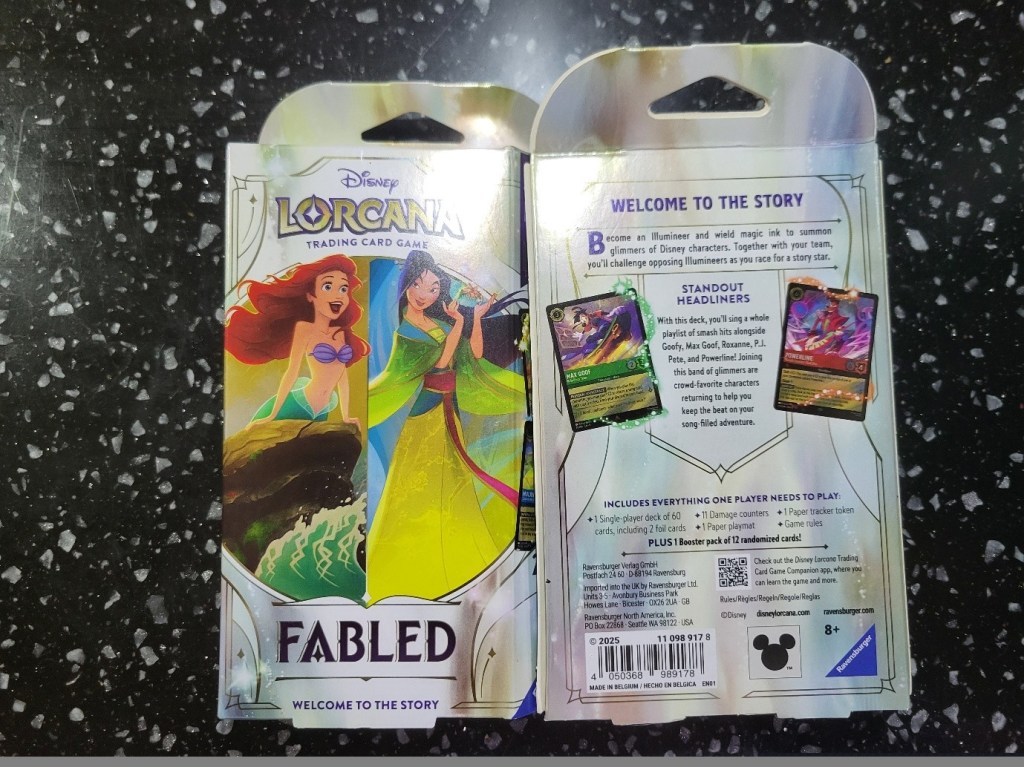 Disney
LORCANA
TRADING CARD GAME
FABLED
WELCOME TO THE STORY
WELCOME TO THE STORY
Become an Illumineer and wield magic ink to summon
glimmers of Disney characters. Together with your team,
you'll challenge opposing Illumineers as you race for a story star.
STANDOUT
HEADLINERS
With this deck, you'll sing a whole
playlist of smash hits alongside
Goofy, Max Goof, Roxanne, P.J.
Pete, and Powerline! Joining
this band of glimmers are
crowd-favorite characters
returning to help you
keep the beat on your
song-filled adventure.
3
MAX GOOF
POWERLINE
INCLUDES EVERYTHING ONE PLAYER NEEDS TO PLAY:
1 Single-player deck of 60
cards, including 2 foil cards
11 Damage counters
1 Paper playmat
1 Paper tracker token
Game rules
PLUS 1 Booster pack of 12 randomized cards!
Ravensburger Verlag GmbH
Postfach 24 60 · D-88194 Ravensburg
Imported into the UK by Ravensburger Ltd.
Units 3-5 · Avonbury Business Park
Howes Lane · Bicester · OX26 2UA · GB
Ravensburger North America, Inc.
PO Box 22868 · Seattle WA 98122 · USA
Check out the Disney Lorcana Trading
Card Game Companion app, where you
can learn the game and more.
Rules/Règles/Regeln/Regole/Reglas
©Disney disneylorcana.com ravensburger.com
© 2025 11 098 917 8
4 050368 989178
MADE IN BELGIUM / HECHO EN BELGICA EN01
TM
8+
Ravensburger